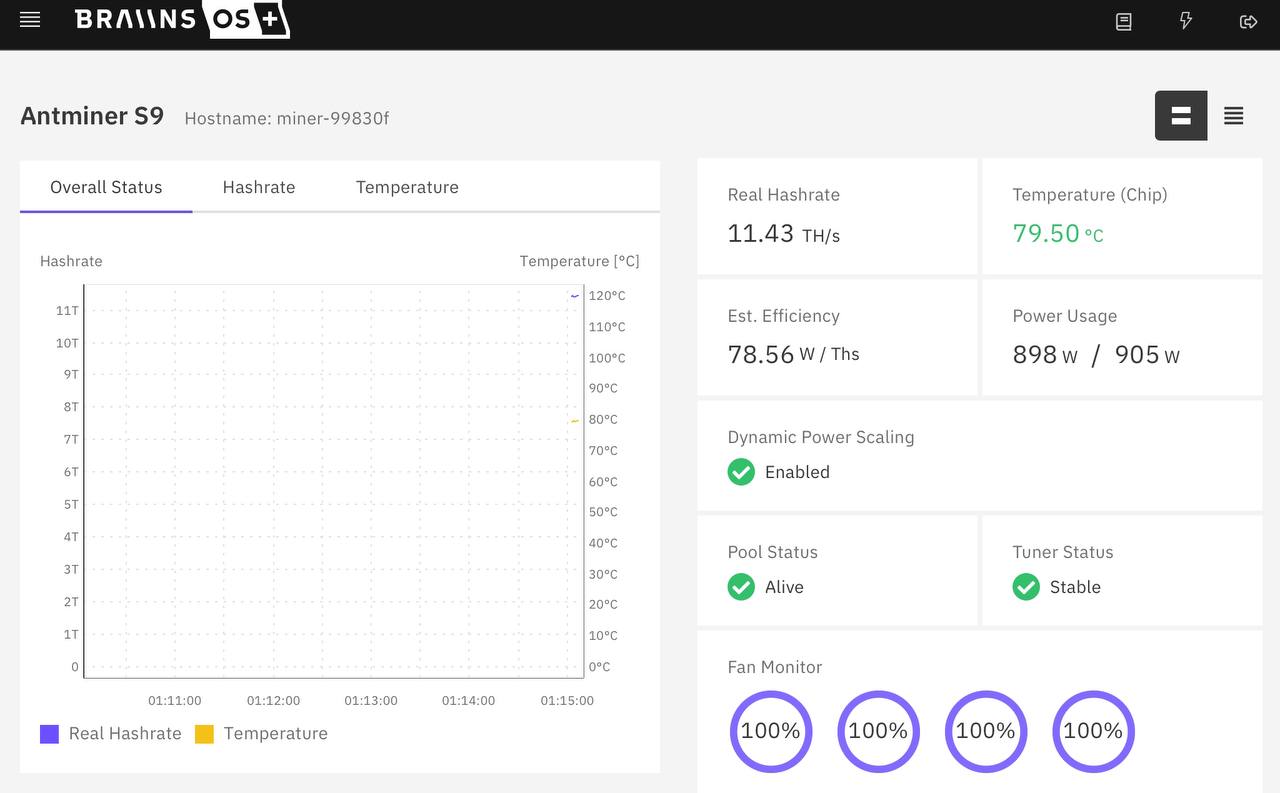 BRAIINS OS+
Antminer S9 Hostname: miner-99830f
Overall Status Hashrate Temperature
Hashrate Temperature [°C]
11T
10T
9T
8T
7T
6T
5T
4T
3T
2T
1T
0
120°C
110°C
100°C
90°C
80°C
70°C
60°C
50°C
40°C
30°C
20°C
10°C
0°C
01:11:00 01:12:00 01:13:00 01:14:00 01:15:00
Real Hashrate Temperature
Real Hashrate
11.43 TH/s
Temperature (Chip)
79.50 °C
Est. Efficiency
78.56 W / Ths
Power Usage
898 W / 905 W
Dynamic Power Scaling
Enabled
Pool Status
Alive
Tuner Status
Stable
Fan Monitor
100% 100% 100% 100%